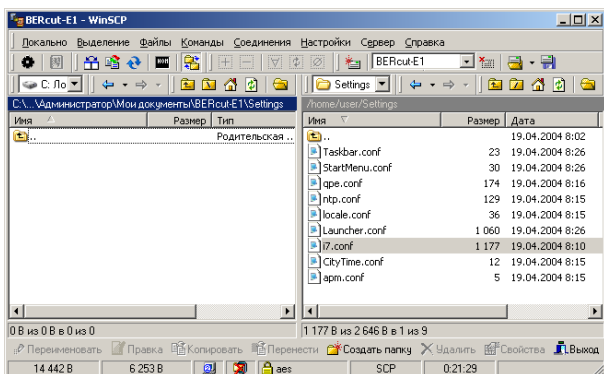 BERcut-E1 - WinSCP
Локально Выделение Файлы Команды Соединения Настройки Сервер Справка
BERcut-E1
C: Ло Settings
C:\...\Администратор\Мои документы\BERcut-E1\Settings /home/user/Settings
Имя Размер Тип Имя Размер Дата
.. Родительская .. .. 19.04.2004 8:02
Taskbar.conf 23 19.04.2004 8:26
StartMenu.conf 30 19.04.2004 8:26
qpe.conf 174 19.04.2004 8:16
ntp.conf 129 19.04.2004 8:15
locale.conf 36 19.04.2004 8:15
Launcher.conf 1 060 19.04.2004 8:26
i7.conf 1 177 19.04.2004 8:10
CityTime.conf 12 19.04.2004 8:15
apm.conf 5 19.04.2004 8:15
0 B из 0 B в 0 из 0 1 177 B из 2 646 B в 1 из 9
Переименовать Правка Копировать Перенести Создать папку Удалить Свойства Выход
14 442 B 6 253 B aes SCP 0:21:29